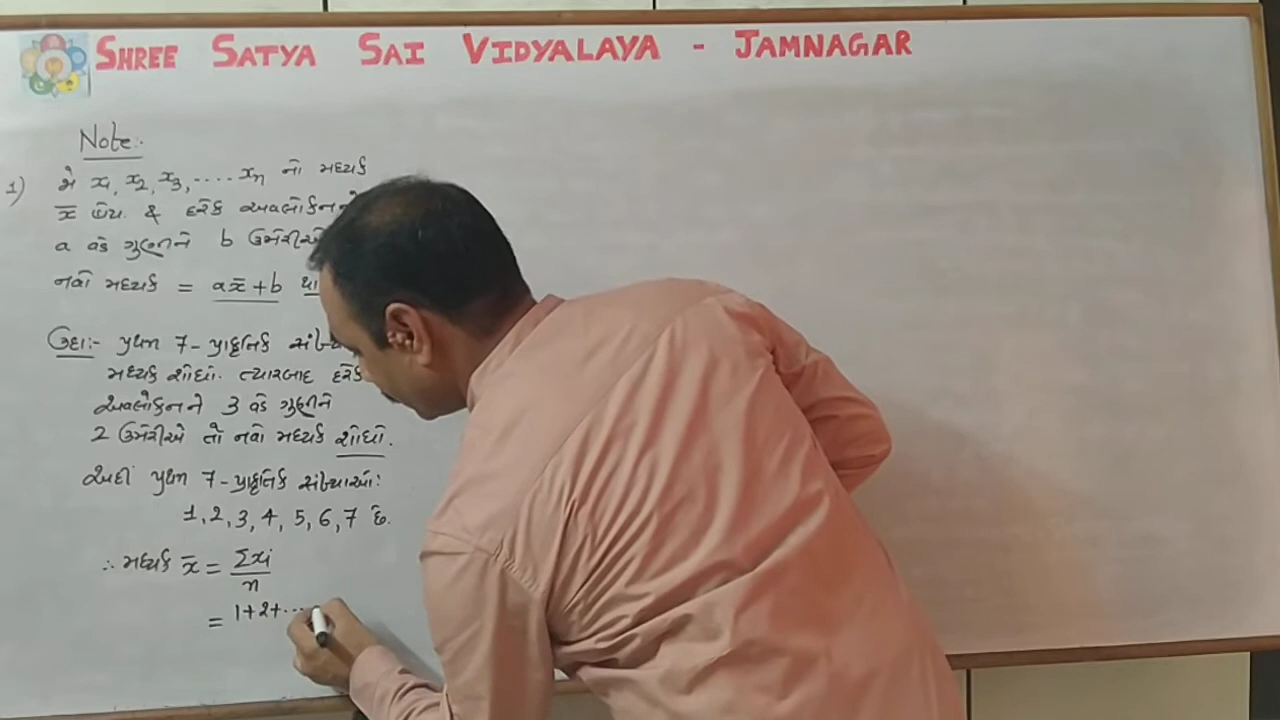 SHREE SATYA SAI VIDYALAYA - JAMNAGAR
Note:-
1) જો x₁, x₂, x₃, .... xₙ નો મધ્યક
x̅ હોય & દરેક અવલોકનને
a વડે ગુણીને b ઉમેરીએ
નવો મધ્યક = ax̅+b
ઉદા:- પ્રથમ 7-પ્રાકૃતિક
મધ્યક શોધો. ત્યારબાદ દરેક
અવલોકનને 3 વડે ગુણીને
2 ઉમેરીએ તો નવો મધ્યક શોધો.
અહીં પ્રથમ 7-પ્રાકૃતિક સંખ્યાઓ:
1, 2, 3, 4, 5, 6, 7 છે.
∴ મધ્યક x̅ = Σxi/n
= 1+2+...